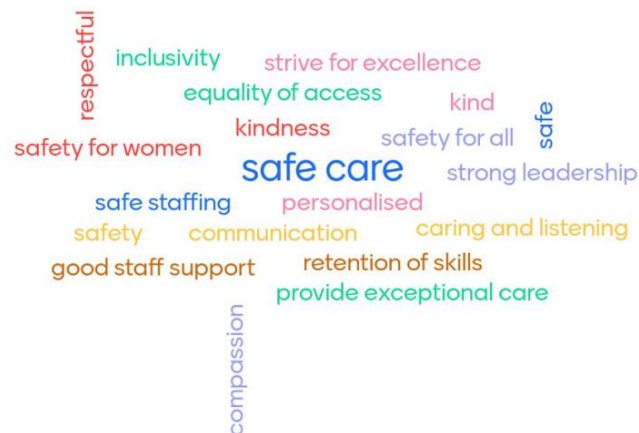 respectful
inclusivity
strive for excellence
equality of access
kind
safe
kindness
safety for all
safety for women
safe care
strong leadership
safe staffing
personalised
safety
communication
caring and listening
good staff support
retention of skills
provide exceptional care
compassion